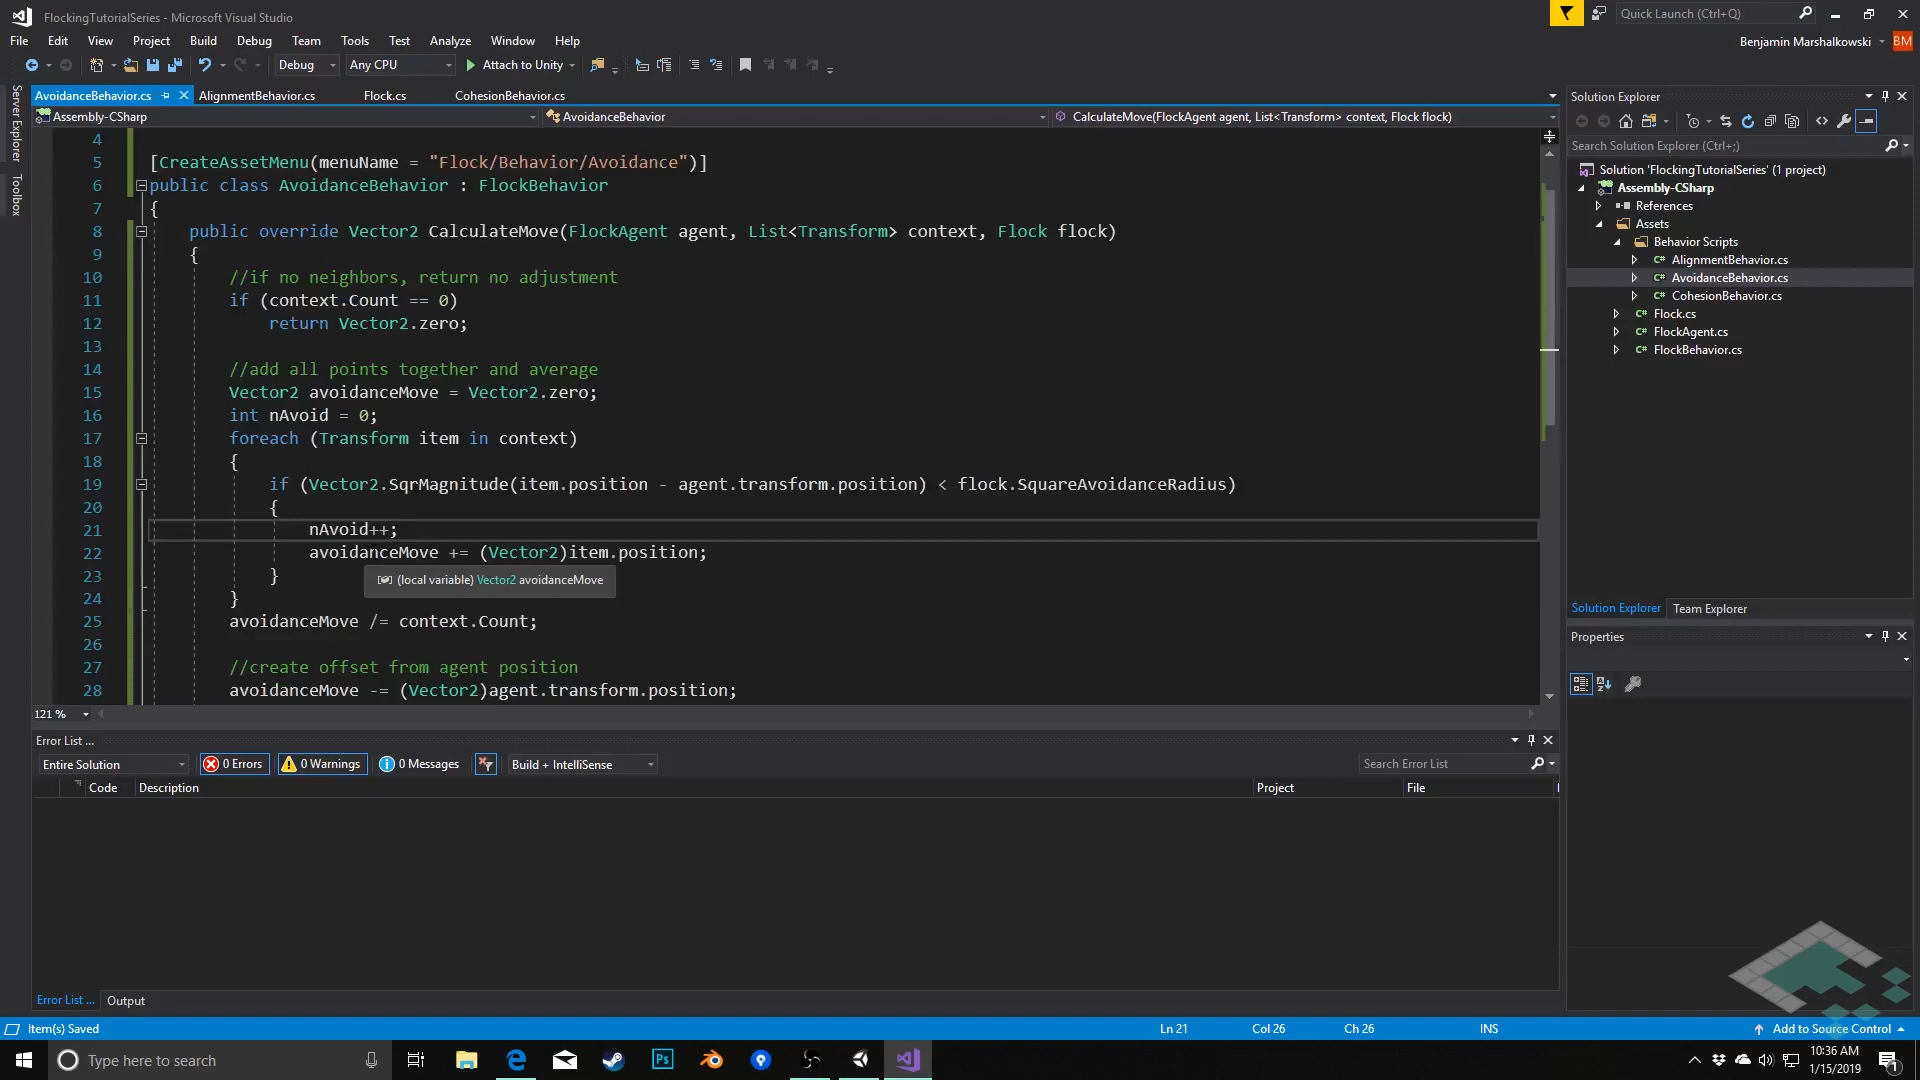 FlockingTutorialSeries - Microsoft Visual Studio
Quick Launch (Ctrl+Q)
File Edit View Project Build Debug Team Tools Test Analyze Window Help
Benjamin Marshalkowski BM
Debug Any CPU Attach to Unity
Server Explorer
Toolbox
AvoidanceBehavior.cs AlignmentBehavior.cs Flock.cs CohesionBehavior.cs
Assembly-CSharp AvoidanceBehavior CalculateMove(FlockAgent agent, List<Transform> context, Flock flock)
4
5 [CreateAssetMenu(menuName = "Flock/Behavior/Avoidance")]
6 public class AvoidanceBehavior : FlockBehavior
7 {
8 public override Vector2 CalculateMove(FlockAgent agent, List<Transform> context, Flock flock)
9 {
10 //if no neighbors, return no adjustment
11 if (context.Count == 0)
12 return Vector2.zero;
13
14 //add all points together and average
15 Vector2 avoidanceMove = Vector2.zero;
16 int nAvoid = 0;
17 foreach (Transform item in context)
18 {
19 if (Vector2.SqrMagnitude(item.position - agent.transform.position) < flock.SquareAvoidanceRadius)
20 {
21 nAvoid++;
22 avoidanceMove += (Vector2)item.position;
23 }
(local variable) Vector2 avoidanceMove
24 }
25 avoidanceMove /= context.Count;
26
27 //create offset from agent position
28 avoidanceMove -= (Vector2)agent.transform.position;
121 %
Solution Explorer
Search Solution Explorer (Ctrl+;)
Solution 'FlockingTutorialSeries' (1 project)
Assembly-CSharp
References
Assets
Behavior Scripts
C# AlignmentBehavior.cs
C# AvoidanceBehavior.cs
C# CohesionBehavior.cs
C# Flock.cs
C# FlockAgent.cs
C# FlockBehavior.cs
Solution Explorer Team Explorer
Properties
Error List ...
Entire Solution 0 Errors 0 Warnings 0 Messages Build + IntelliSense Search Error List
Code Description Project File
Error List ... Output
Item(s) Saved Ln 21 Col 26 Ch 26 INS Add to Source Control
Type here to search
Ps
10:36 AM
1/15/2019
1